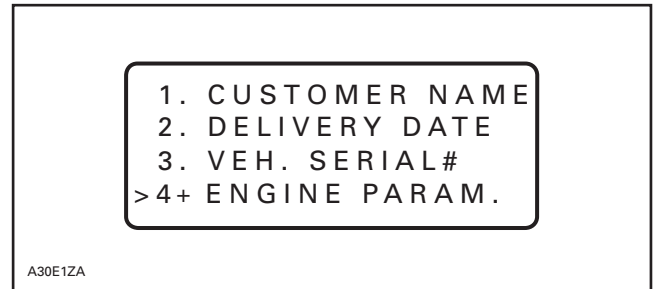 1. CUSTOMER NAME
2. DELIVERY DATE
3. VEH. SERIAL#
>4+ ENGINE PARAM.
A30E1ZA